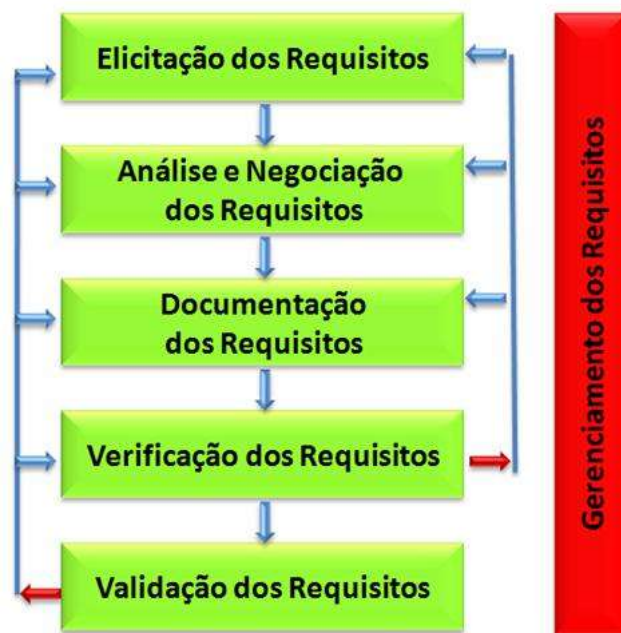 Elicitação dos Requisitos
Análise e Negociação
dos Requisitos
Documentação
dos Requisitos
Verificação dos Requisitos
Validação dos Requisitos
Gerenciamento dos Requisitos